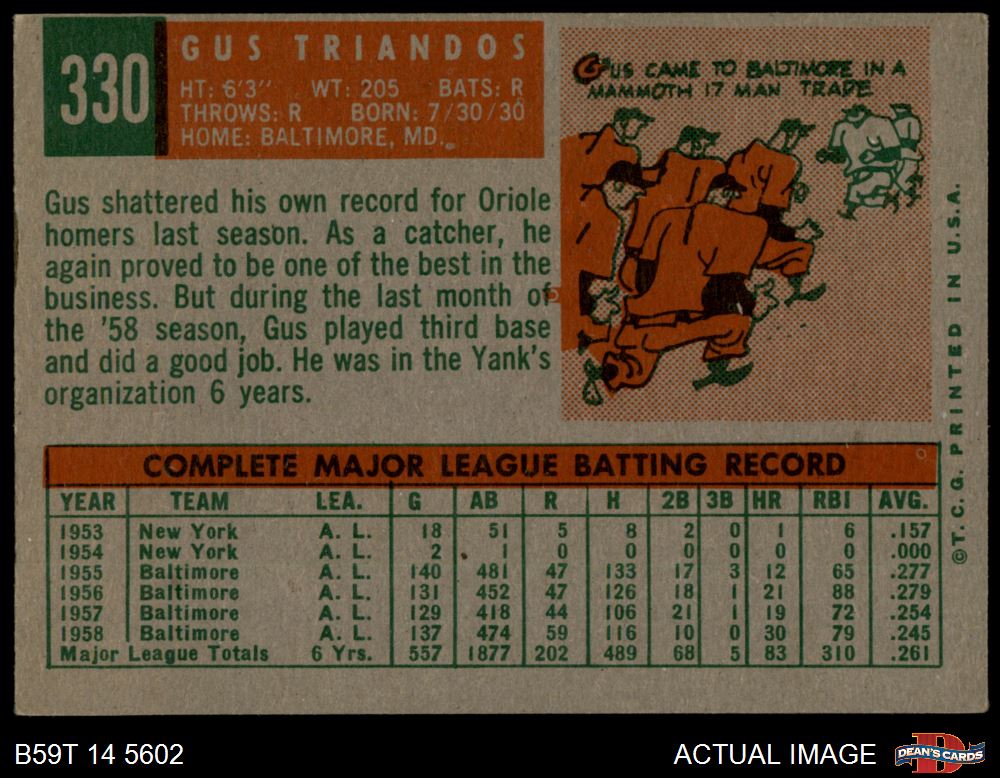 330
GUS TRIANDOS
HT: 6'3" WT: 205 BATS: R
THROWS: R BORN: 7/30/30
HOME: BALTIMORE, MD.
GUS CAME TO BALTIMORE IN A
MAMMOTH 17 MAN TRADE
Gus shattered his own record for Oriole
homers last season. As a catcher, he
again proved to be one of the best in the
business. But during the last month of
the '58 season, Gus played third base
and did a good job. He was in the Yank's
organization 6 years.
©T. C. G. PRINTED IN U.S.A.
COMPLETE MAJOR LEAGUE BATTING RECORD
YEAR TEAM LEA. G AB R H 2B 3B HR RBI AVG.
1953 New York A. L. 18 51 5 8 2 0 1 6 .157
1954 New York A. L. 2 1 0 0 0 0 0 0 .000
1955 Baltimore A. L. 140 481 47 133 17 3 12 65 .277
1956 Baltimore A. L. 131 452 47 126 18 1 21 88 .279
1957 Baltimore A. L. 129 418 44 106 21 1 19 72 .254
1958 Baltimore A. L. 137 474 59 116 10 0 30 79 .245
Major League Totals 6 Yrs. 557 1877 202 489 68 5 83 310 .261
B59T 14 5602
ACTUAL IMAGE
DEAN'S CARDS